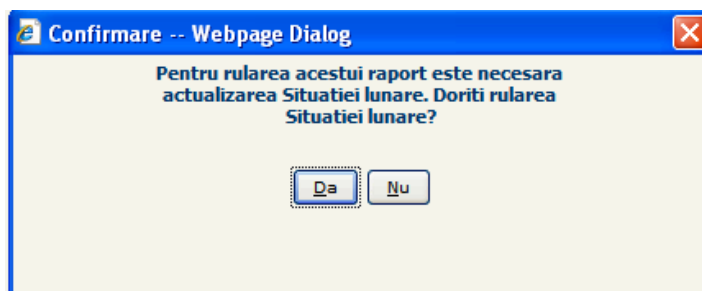 Confirmare -- Webpage Dialog
Pentru rularea acestui raport este necesara
actualizarea Situatiei lunare. Doriti rularea
Situatiei lunare?
Da
Nu